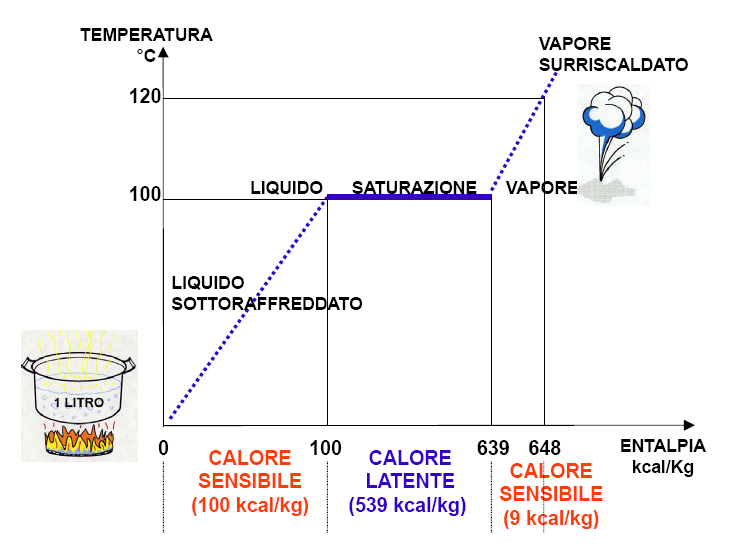 TEMPERATURA
°C
VAPORE
SURRISCALDATO
120
100
LIQUIDO
SATURAZIONE
VAPORE
LIQUIDO
SOTTORAFFREDDATO
1 LITRO
0
100
639
648
ENTALPIA
kcal/Kg
CALORE
SENSIBILE
(100 kcal/kg)
CALORE
LATENTE
(539 kcal/kg)
CALORE
SENSIBILE
(9 kcal/kg)